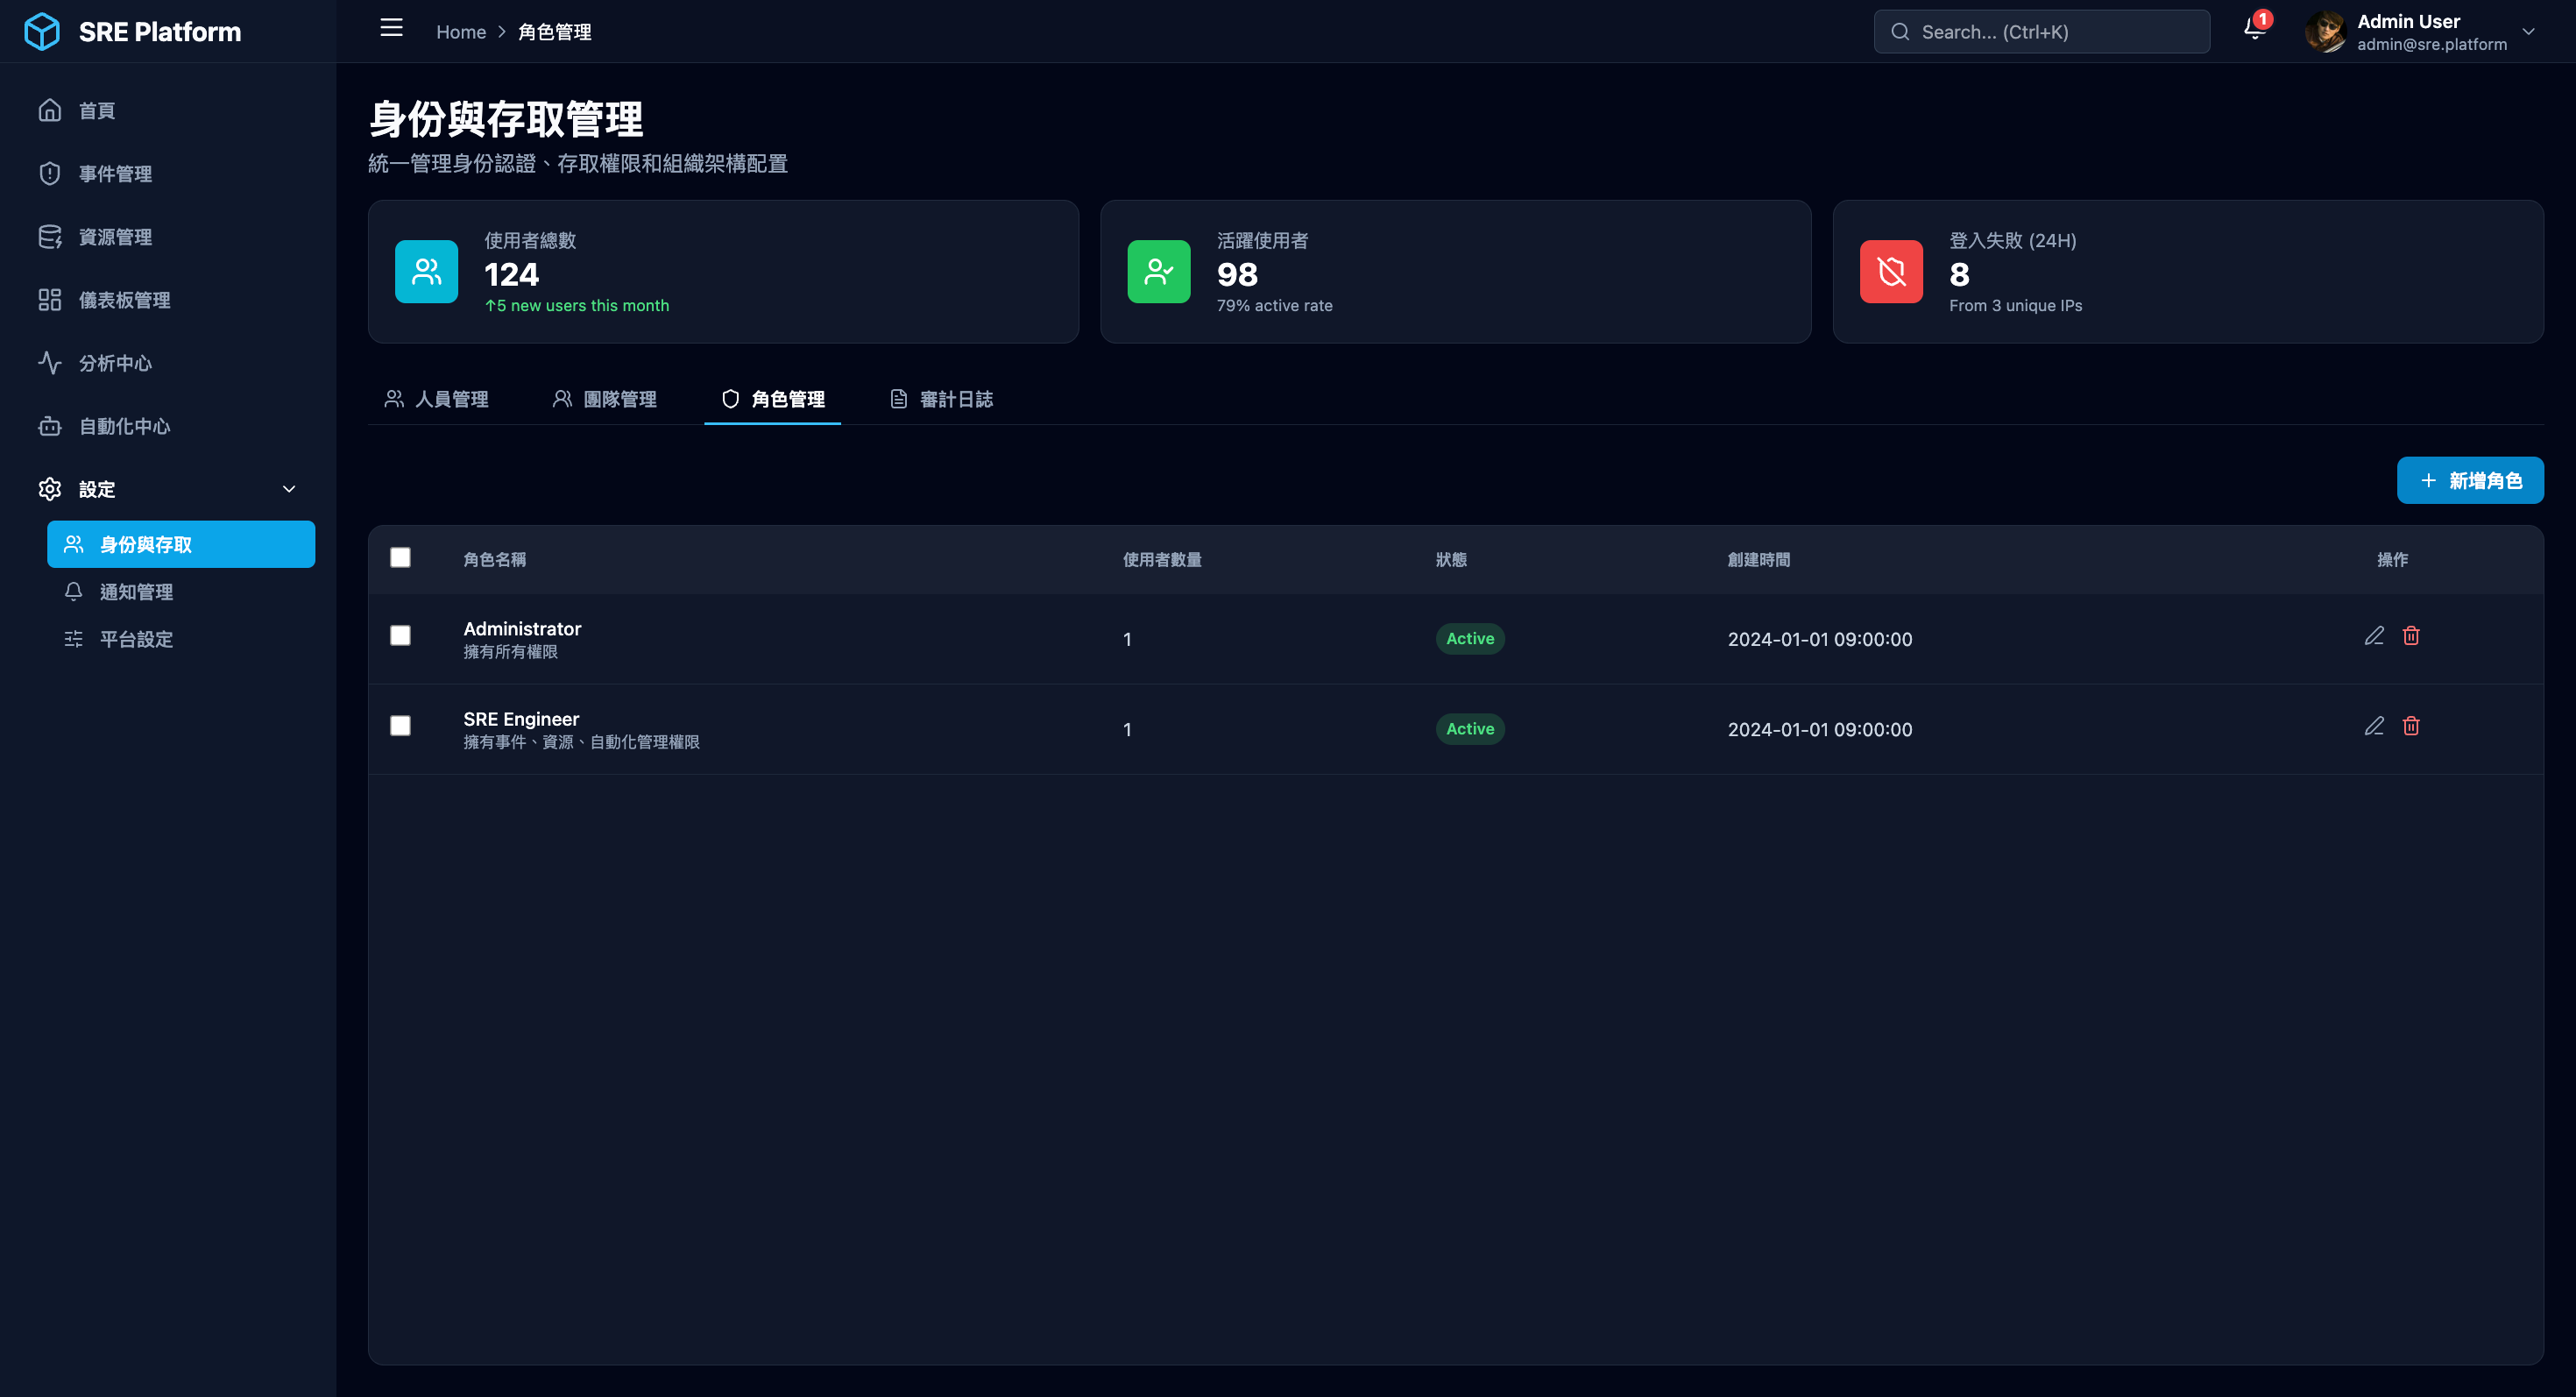 SRE Platform
Home > 角色管理
Search... (Ctrl+K)
1
Admin User
admin@sre.platform
首頁
事件管理
資源管理
儀表板管理
分析中心
自動化中心
設定
身份與存取
通知管理
平台設定
身份與存取管理
統一管理身份認證、存取權限和組織架構配置
使用者總數
124
↑5 new users this month
活躍使用者
98
79% active rate
登入失敗 (24H)
8
From 3 unique IPs
人員管理 團隊管理 角色管理 審計日誌
新增角色
角色名稱 使用者數量 狀態 創建時間 操作
Administrator
擁有所有權限
1 Active 2024-01-01 09:00:00
SRE Engineer
擁有事件、資源、自動化管理權限
1 Active 2024-01-01 09:00:00